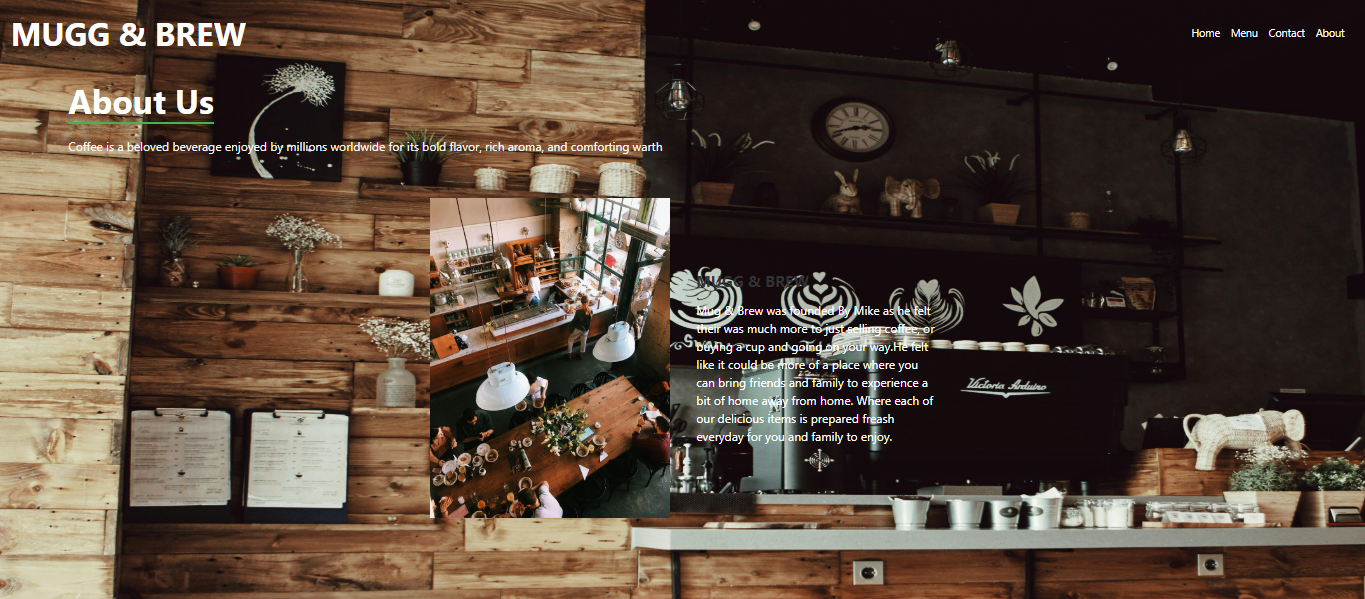 MUGG & BREW
Home Menu Contact About
About Us
Coffee is a beloved beverage enjoyed by millions worldwide for its bold flavor, rich aroma, and comforting warth
MUGG & BREW
Mug & Brew was founded By Mike as he felt
their was much more to just selling coffee, or
buying a cup and going on your way.He felt
like it could be more of a place where you
can bring friends and family to experience a
bit of home away from home. Where each of
our delicious items is prepared freash
everyday for you and family to enjoy.
Victoria Arduino